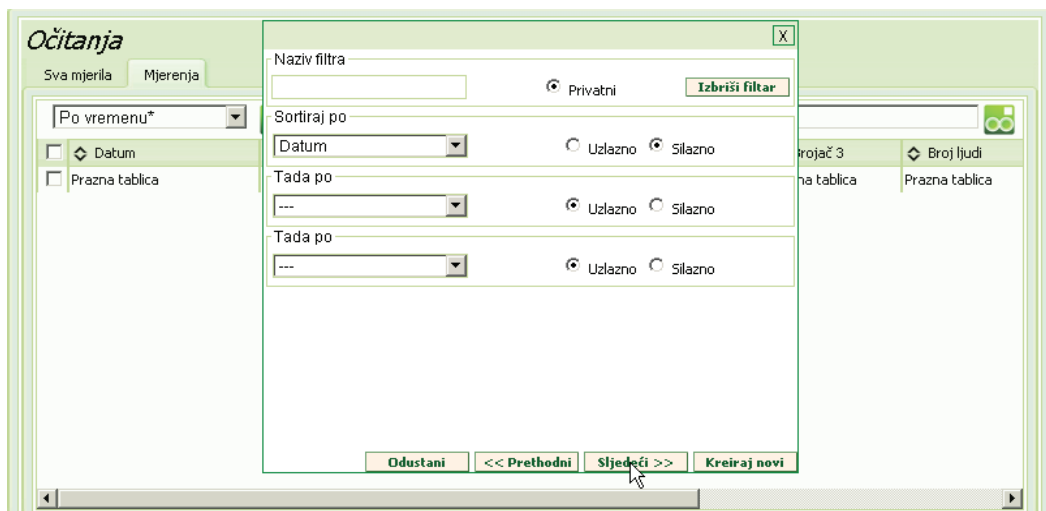 Očitanja
Sva mjerila Mjerenja
Po vremenu*
Datum
Prazna tablica
X
Naziv filtra
Privatni Izbriši filtar
Sortiraj po
Datum Uzlazno Silazno
Tada po
--- Uzlazno Silazno
Tada po
--- Uzlazno Silazno
Odustani << Prethodni Sljedeći >> Kreiraj novi
3 Broj ljudi
tablica Prazna tablica